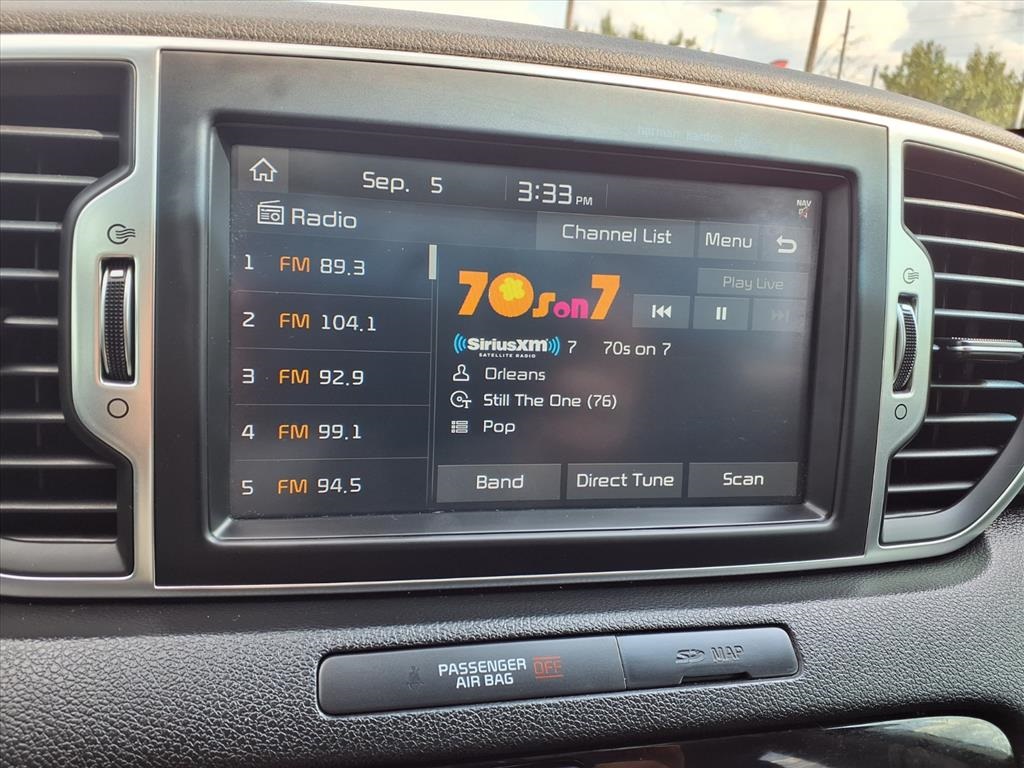 harman/kardon
Sep. 5
3:33 PM
NAV
Radio
Channel List
Menu
1 FM 89.3
2 FM 104.1
3 FM 92.9
4 FM 99.1
5 FM 94.5
Play Live
70s on 7
SiriusXM 7 70s on 7
SATELLITE RADIO
Orleans
Still The One (76)
Pop
Band
Direct Tune
Scan
PASSENGER OFF
AIR BAG
SD MAP